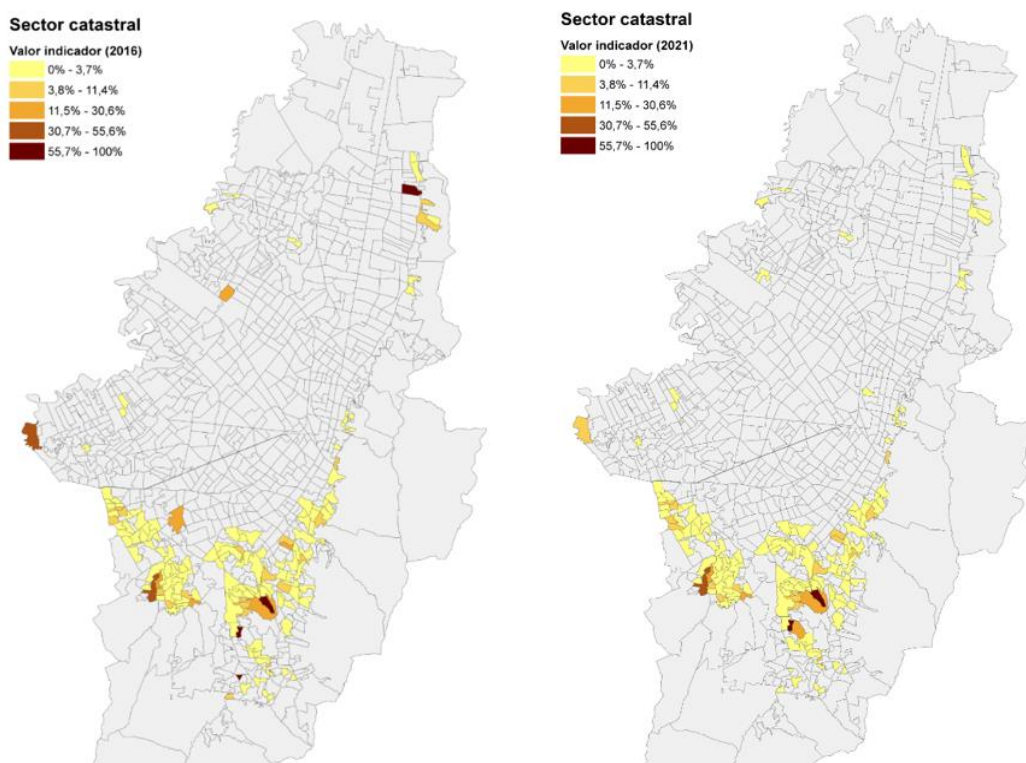 Sector catastral
Valor indicador (2016)
0% - 3,7%
3,8% - 11,4%
11,5% - 30,6%
30,7% - 55,6%
55,7% - 100%
Sector catastral
Valor indicador (2021)
0% - 3,7%
3,8% - 11,4%
11,5% - 30,6%
30,7% - 55,6%
55,7% - 100%